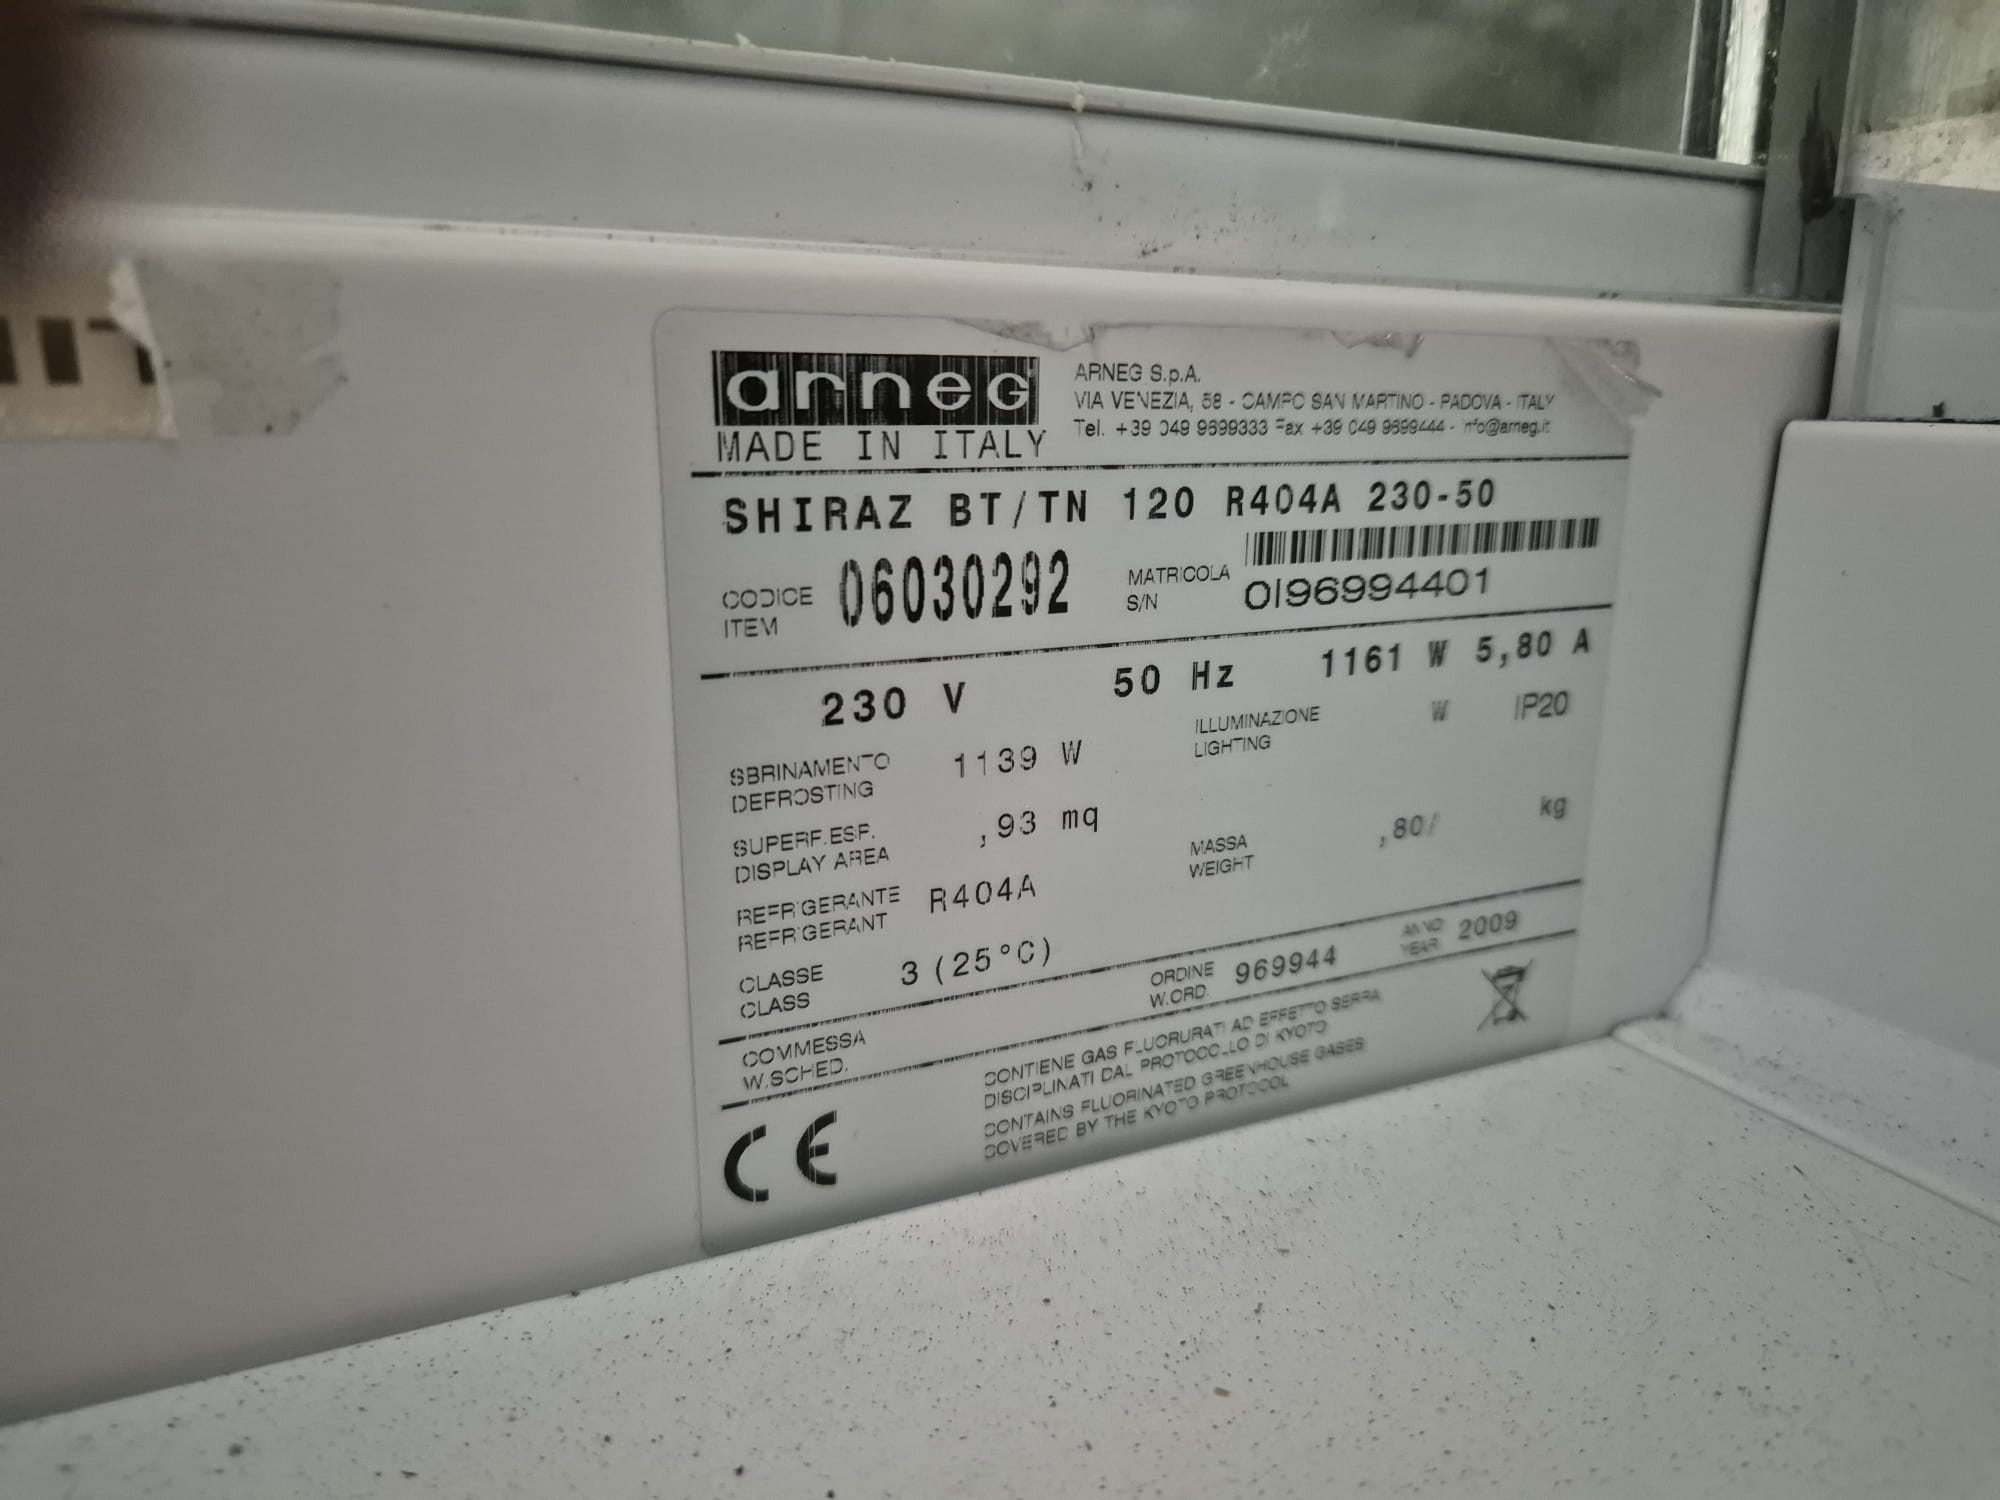 arneg
MADE IN ITALY
ARNEG S.p.A.
VIA VENEZIA, 58 - CAMPO SAN MARTINO - PADOVA - ITALY
Tel. +39 049 9699333 Fax +39 049 9699444 - info@arneg.it
SHIRAZ BT/TN 120 R404A 230-50
CODICE
ITEM
06030292
MATRICOLA
S/N
0196994401
230 V 50 Hz 1161 W 5,80 A
SBRINAMENTO
DEFROSTING
1139 W
ILLUMINAZIONE
LIGHTING
W IP20
SUPERF.ESP.
DISPLAY AREA
,93 mq
MASSA
WEIGHT
,80/ kg
REFRIGERANTE
REFRIGERANT
R404A
CLASSE
CLASS
3 (25°C)
ORDINE
W.ORD.
969944
ANNO
YEAR
2009
COMMESSA
W.SCHED.
CONTIENE GAS FLUORURATI AD EFFETTO SERRA
DISCIPLINATI DAL PROTOCOLLO DI KYOTO
CONTAINS FLUORINATED GREENHOUSE GASES
COVERED BY THE KYOTO PROTOCOL
CE